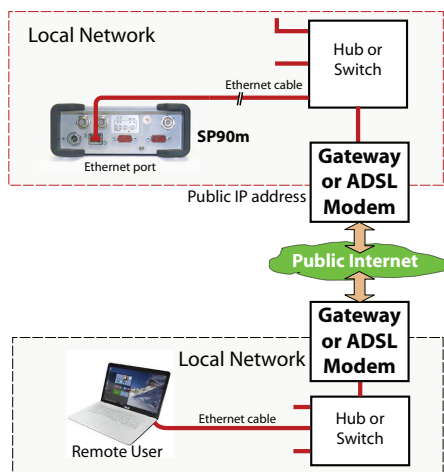 Local Network
Hub or
Switch
Ethernet cable
SP90m
Ethernet port
Gateway
or ADSL
Modem
Public IP address
Public Internet
Gateway
or ADSL
Modem
Local Network
Ethernet cable
Hub or
Switch
Remote User